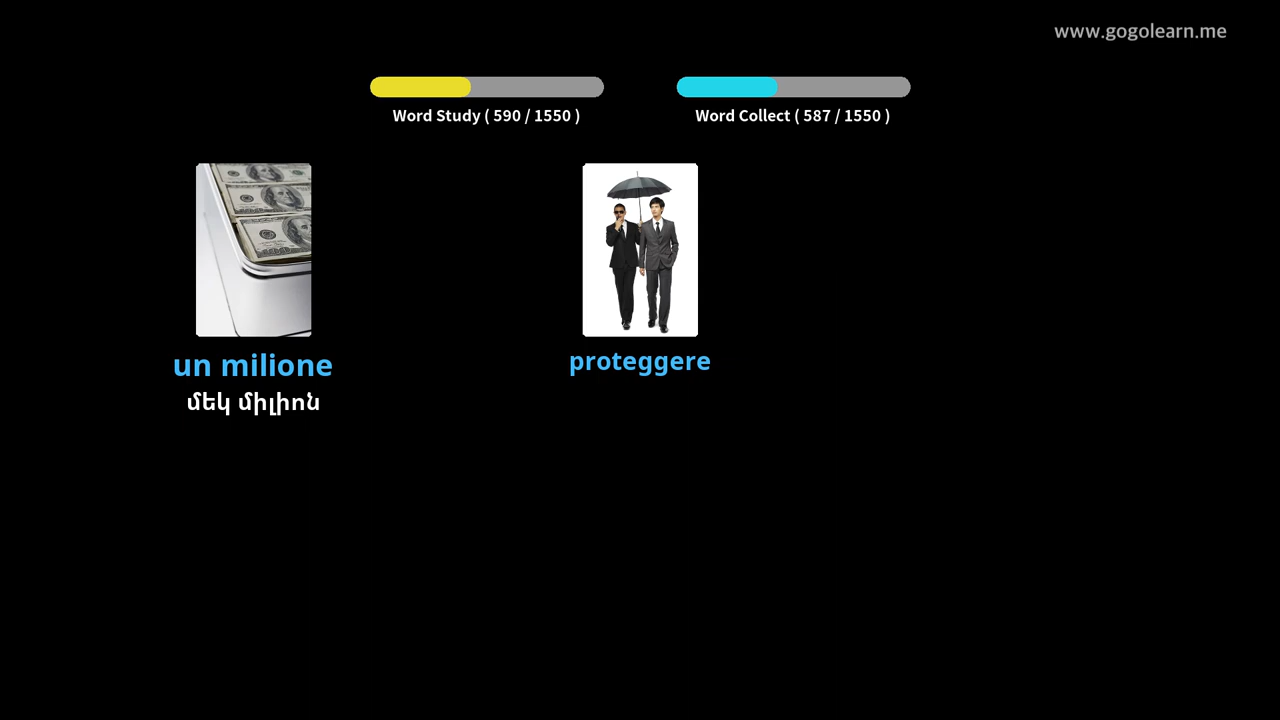 www.gogolearn.me
Word Study ( 590 / 1550 )
Word Collect ( 587 / 1550 )
un milione
մեկ միլիոն
proteggere